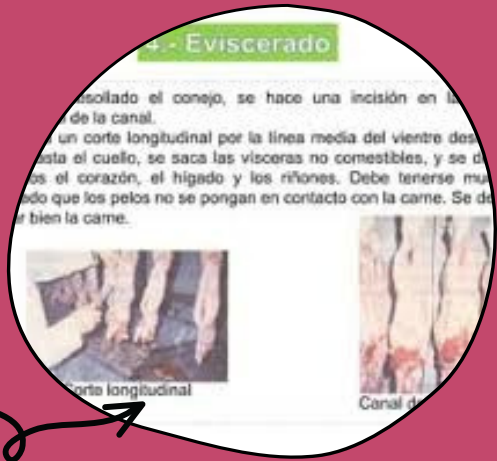 4.- Eviscerado
esollado el conejo, se hace una incisión en la
de la canal.
un corte longitudinal por la línea media del vientre des
asta el cuello, se saca las vísceras no comestibles, y se d
os el corazón, el hígado y los riñones. Debe tenerse mu
do que los pelos no se pongan en contacto con la carne. Se de
r bien la carne.
Corte longitudinal
Canal de